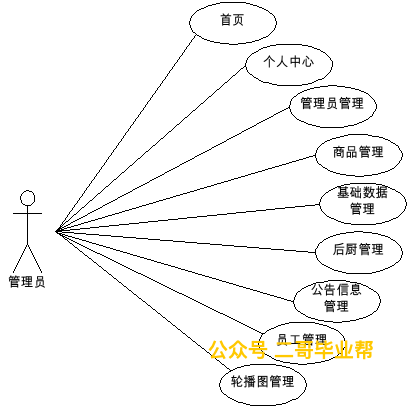 首页
个人中心
管理员管理
商品管理
基础数据
管理
后厨管理
管理员
公告信息
管理
员工管理
公众号 二哥毕业帮
轮播图管理